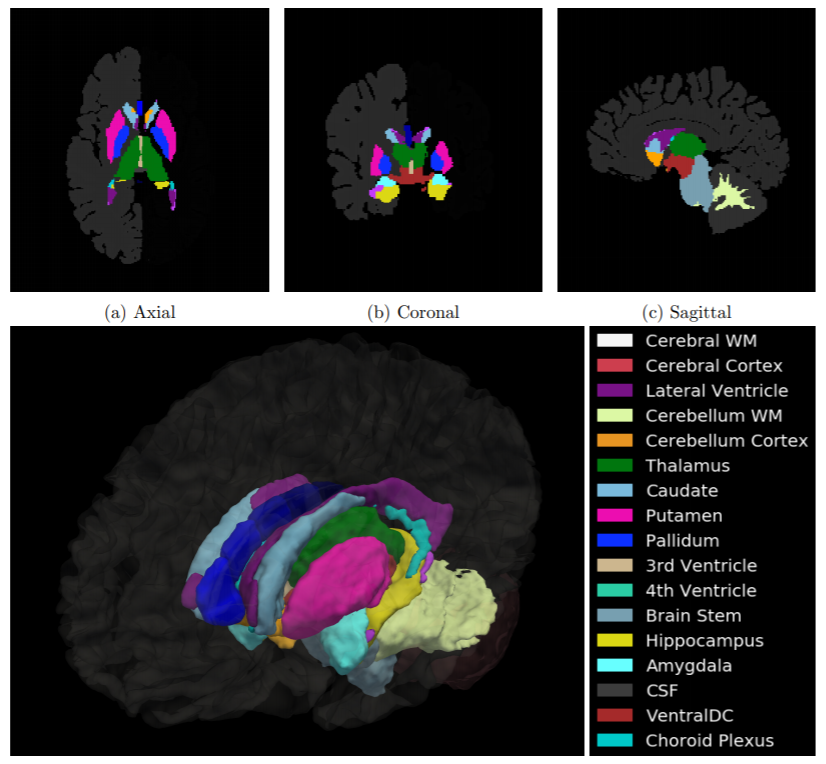 (a) Axial
(b) Coronal
(c) Sagittal
Cerebral WM
Cerebral Cortex
Lateral Ventricle
Cerebellum WM
Cerebellum Cortex
Thalamus
Caudate
Putamen
Pallidum
3rd Ventricle
4th Ventricle
Brain Stem
Hippocampus
Amygdala
CSF
VentralDC
Choroid Plexus